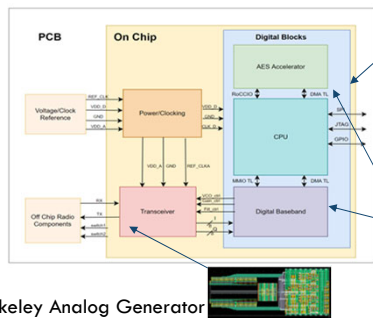 PCB
On Chip
Digital Blocks
AES Accelerator
RoCCIO
DMA TL
REF_CLK
VDD_D
GND
VDD_A
Voltage/Clock
Reference
Power/Clocking
VDD_D
GND
CLK_D
CPU
SPI
JTAG
GPIO
VDD_A
GND
REF_CLKA
MMIO TL
DMA TL
RX
TX
switch1
switch2
Off Chip Radio
Components
Transceiver
I
Q
Digital Baseband
keley Analog Generator